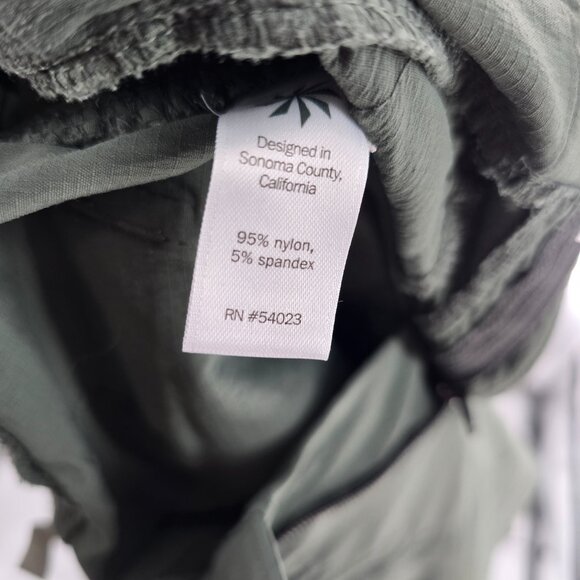 Designed in
Sonoma County,
California
95% nylon,
5% spandex
RN #54023